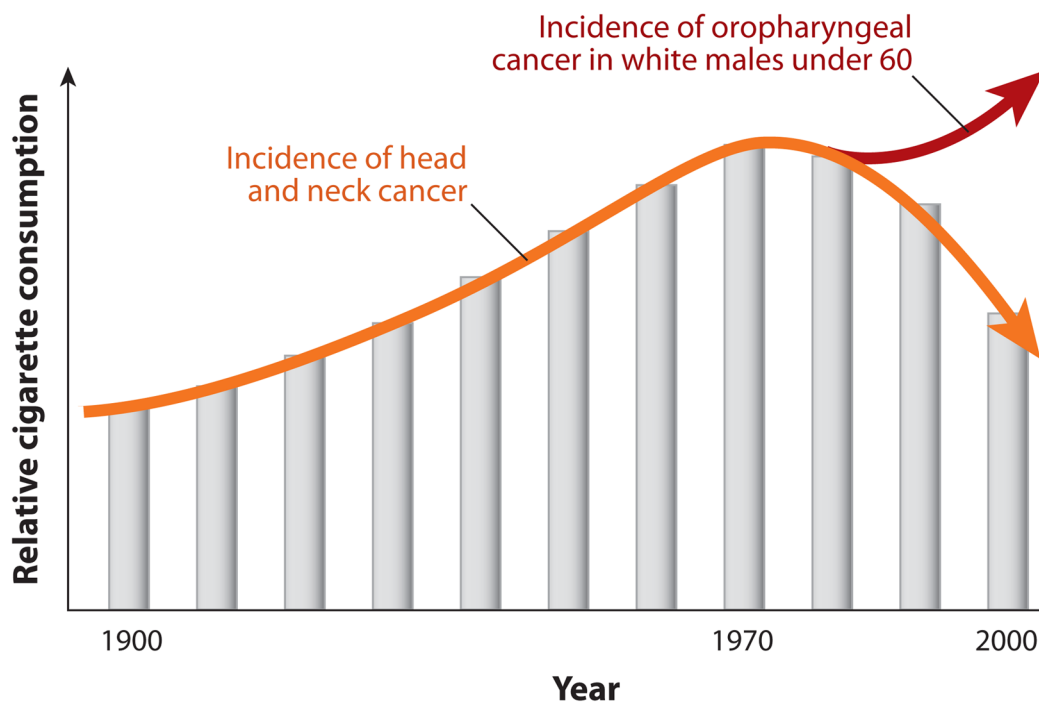 Incidence of oropharyngeal
cancer in white males under 60
Incidence of head
and neck cancer
Relative cigarette consumption
1900
1970
2000
Year